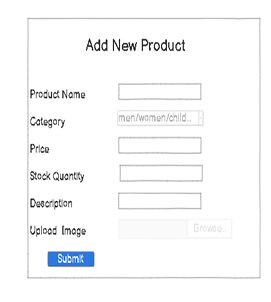 Add New Product
Product Name
Category men/women/child...
Price
Stock Quantity
Description
Upload Image Browse...
Submit